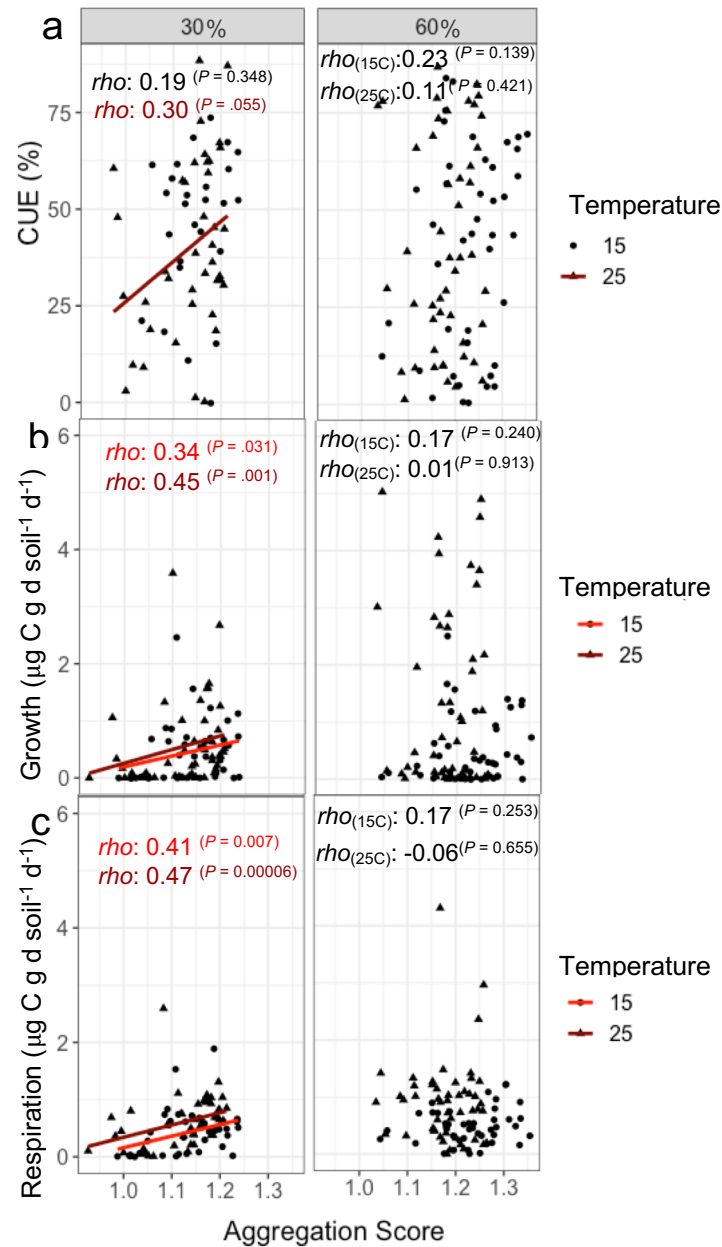 a
30%
60%
rho: 0.19 (P = 0.348)
rho: 0.30 (P = .055)
rho(15C):0.23 (P = 0.139)
rho(25C):0.11(P = 0.421)
75
50
25
0
CUE (%)
Temperature
15
25
b
6
4
2
0
rho: 0.34 (P = .031)
rho: 0.45 (P = .001)
rho(15C): 0.17 (P = 0.240)
rho(25C): 0.01(P = 0.913)
Growth (μg C g d soil-1 d-1)
Temperature
15
25
c
6
4
2
0
rho: 0.41 (P = 0.007)
rho: 0.47 (P = 0.00006)
rho(15C): 0.17 (P = 0.253)
rho(25C): -0.06(P = 0.655)
Respiration (μg C g d soil-1 d-1)
Temperature
15
25
1.0 1.1 1.2 1.3
1.0 1.1 1.2 1.3
Aggregation Score